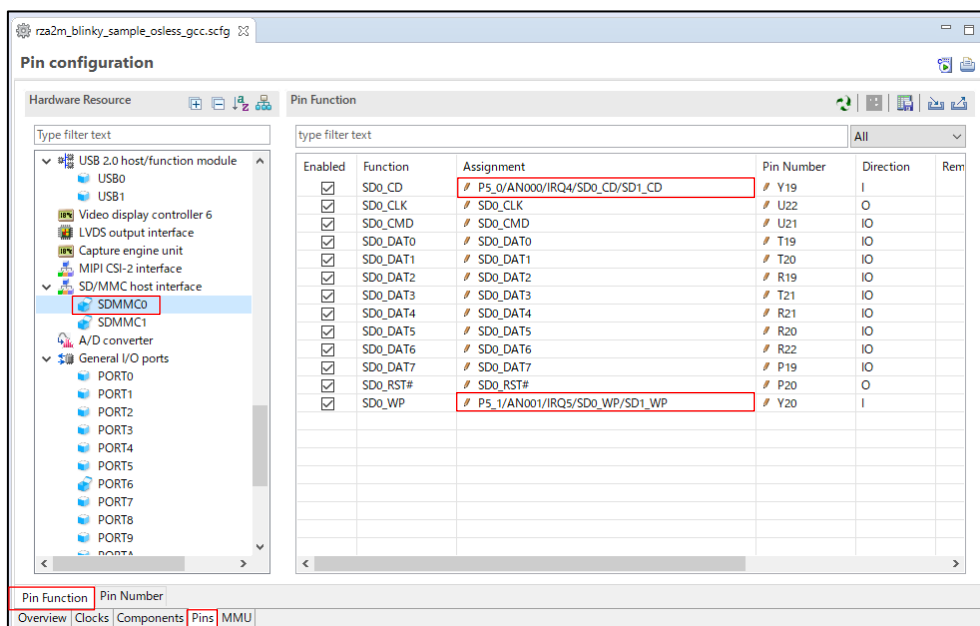 rza2m_blinky_sample_osless_gcc.scfg
Pin configuration
Hardware Resource
Type filter text
USB 2.0 host/function module
USB0
USB1
Video display controller 6
LVDS output interface
Capture engine unit
MIPI CSI-2 interface
SD/MMC host interface
SDMMC0
SDMMC1
A/D converter
General I/O ports
PORT0
PORT1
PORT2
PORT3
PORT4
PORT5
PORT6
PORT7
PORT8
PORT9
PORTA
Pin Function
type filter text All
Enabled Function Assignment Pin Number Direction Rem
SD0_CD P5_0/AN000/IRQ4/SD0_CD/SD1_CD Y19 I
SD0_CLK SD0_CLK U22 O
SD0_CMD SD0_CMD U21 IO
SD0_DAT0 SD0_DAT0 T19 IO
SD0_DAT1 SD0_DAT1 T20 IO
SD0_DAT2 SD0_DAT2 R19 IO
SD0_DAT3 SD0_DAT3 T21 IO
SD0_DAT4 SD0_DAT4 R21 IO
SD0_DAT5 SD0_DAT5 R20 IO
SD0_DAT6 SD0_DAT6 R22 IO
SD0_DAT7 SD0_DAT7 P19 IO
SD0_RST# SD0_RST# P20 O
SD0_WP P5_1/AN001/IRQ5/SD0_WP/SD1_WP Y20 I
Pin Function Pin Number
Overview Clocks Components Pins MMU